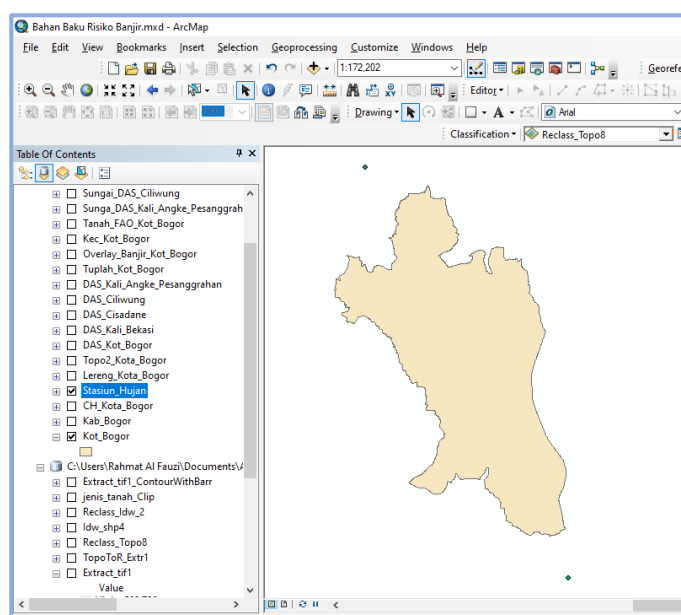 Bahan Baku Risiko Banjir.mxd - ArcMap
File Edit View Bookmarks Insert Selection Geoprocessing Customize Windows Help
1:172,202 Georefe
Editor
Drawing A Arial
Classification Reclass_Topo8
Table Of Contents
Sungai_DAS_Ciliwung
Sunga_DAS_Kali_Angke_Pesanggrah
Tanah_FAO_Kot_Bogor
Kec_Kot_Bogor
Overlay_Banjir_Kot_Bogor
Tuplah_Kot_Bogor
DAS_Kali_Angke_Pesanggrahan
DAS_Ciliwung
DAS_Cisadane
DAS_Kali_Bekasi
DAS_Kot_Bogor
Topo2_Kota_Bogor
Lereng_Kota_Bogor
Stasiun_Hujan
CH_Kota_Bogor
Kab_Bogor
Kot_Bogor
C:\Users\Rahmat Al Fauzi\Documents\A
Extract_tif1_ContourWithBarr
jenis_tanah_Clip
Reclass_Idw_2
Idw_shp4
Reclass_Topo8
TopoToR_Extr1
Extract_tif1
Value